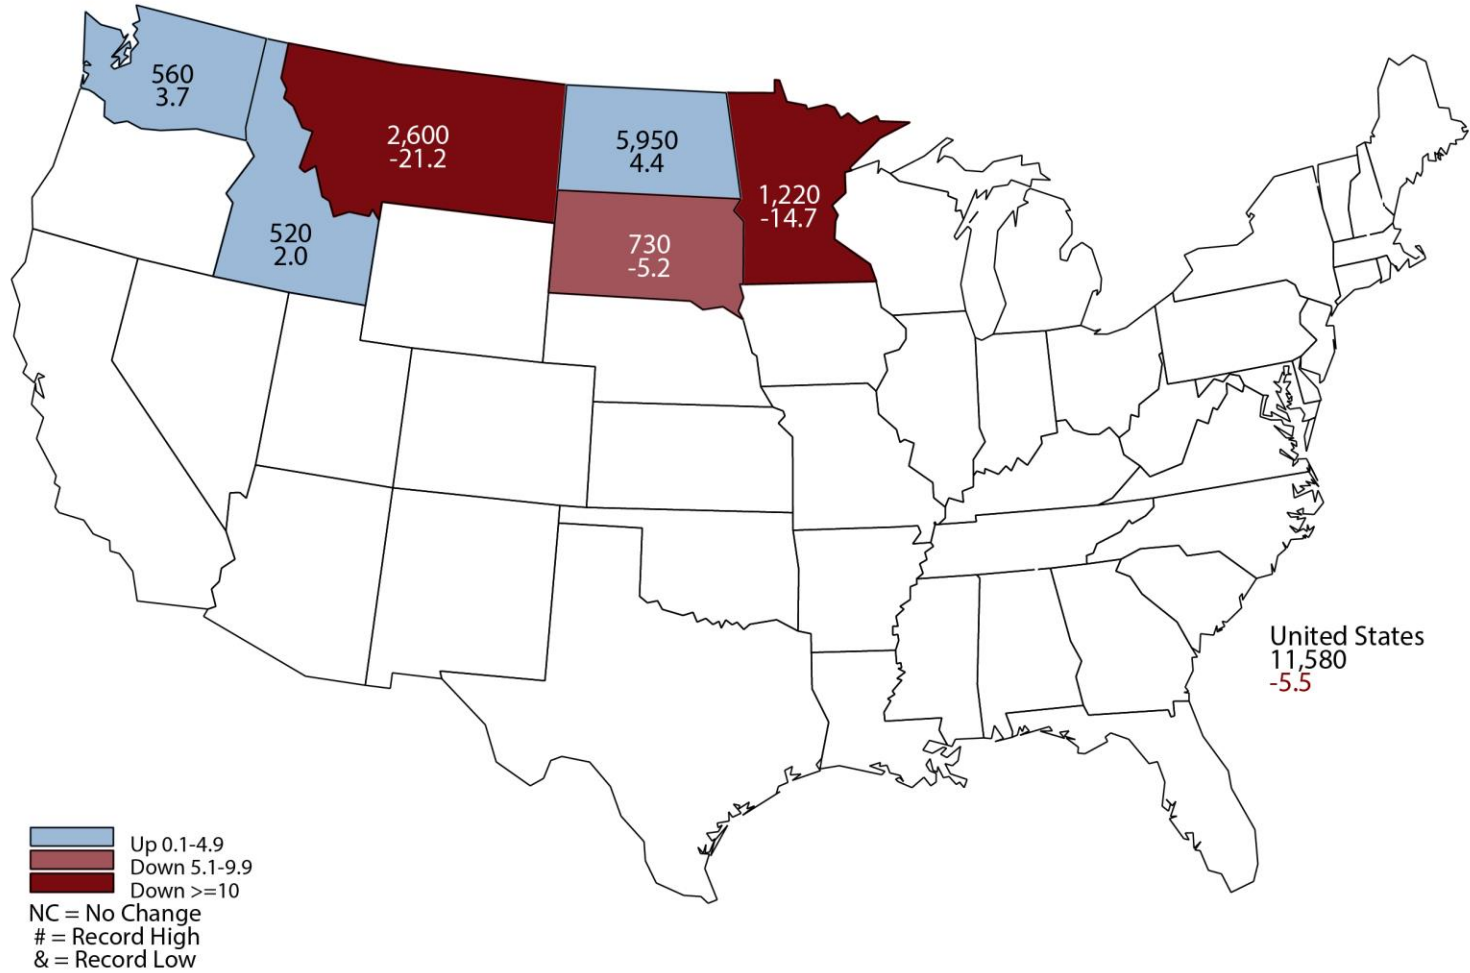 560
3.7
2,600
-21.2
5,950
4.4
1,220
-14.7
520
2.0
730
-5.2
United States
11,580
-5.5
Up 0.1-4.9
Down 5.1-9.9
Down >=10
NC = No Change
# = Record High
& = Record Low